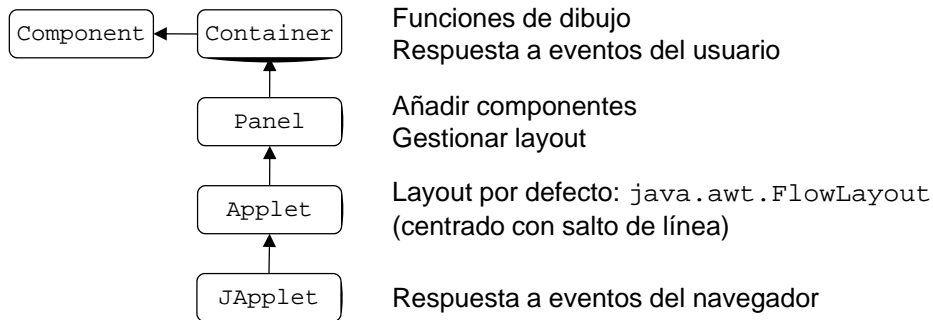 Component
Container
Funciones de dibujo
Respuesta a eventos del usuario
Panel
Añadir componentes
Gestionar layout
Applet
Layout por defecto: java.awt.FlowLayout
(centrado con salto de línea)
JApplet
Respuesta a eventos del navegador